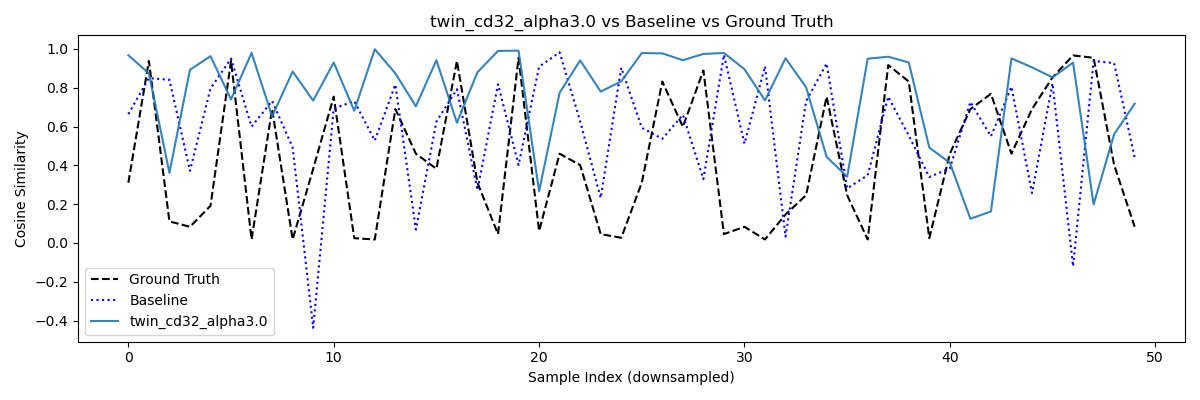 twin_cd32_alpha3.0 vs Baseline vs Ground Truth
Cosine Similarity
1.0
0.8
0.6
0.4
0.2
0.0
−0.2
−0.4
Ground Truth
Baseline
twin_cd32_alpha3.0
0 10 20 30 40 50
Sample Index (downsampled)